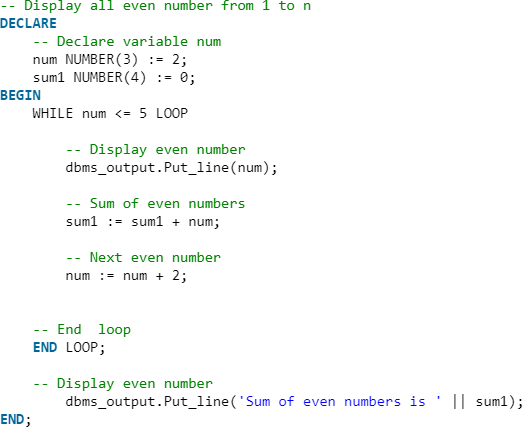 -- Display all even number from 1 to n
DECLARE
    -- Declare variable num
    num NUMBER(3) := 2;
    sum1 NUMBER(4) := 0;
BEGIN
    WHILE num <= 5 LOOP
        -- Display even number
        dbms_output.Put_line(num);
        -- Sum of even numbers
        sum1 := sum1 + num;
        -- Next even number
        num := num + 2;
    -- End  loop
    END LOOP;
    -- Display even number
        dbms_output.Put_line('Sum of even numbers is ' || sum1);
END;